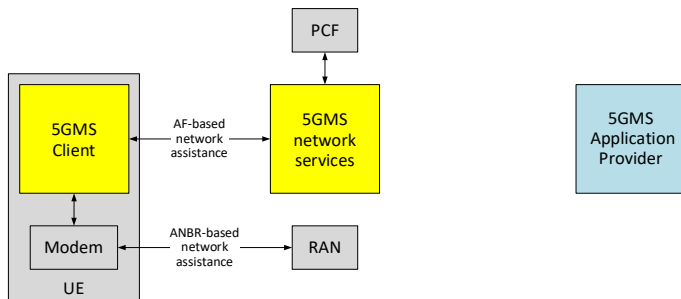 PCF
5GMS
Client
AF-based
network
assistance
5GMS
network
services
5GMS
Application
Provider
Modem
ANBR-based
network
assistance
RAN
UE